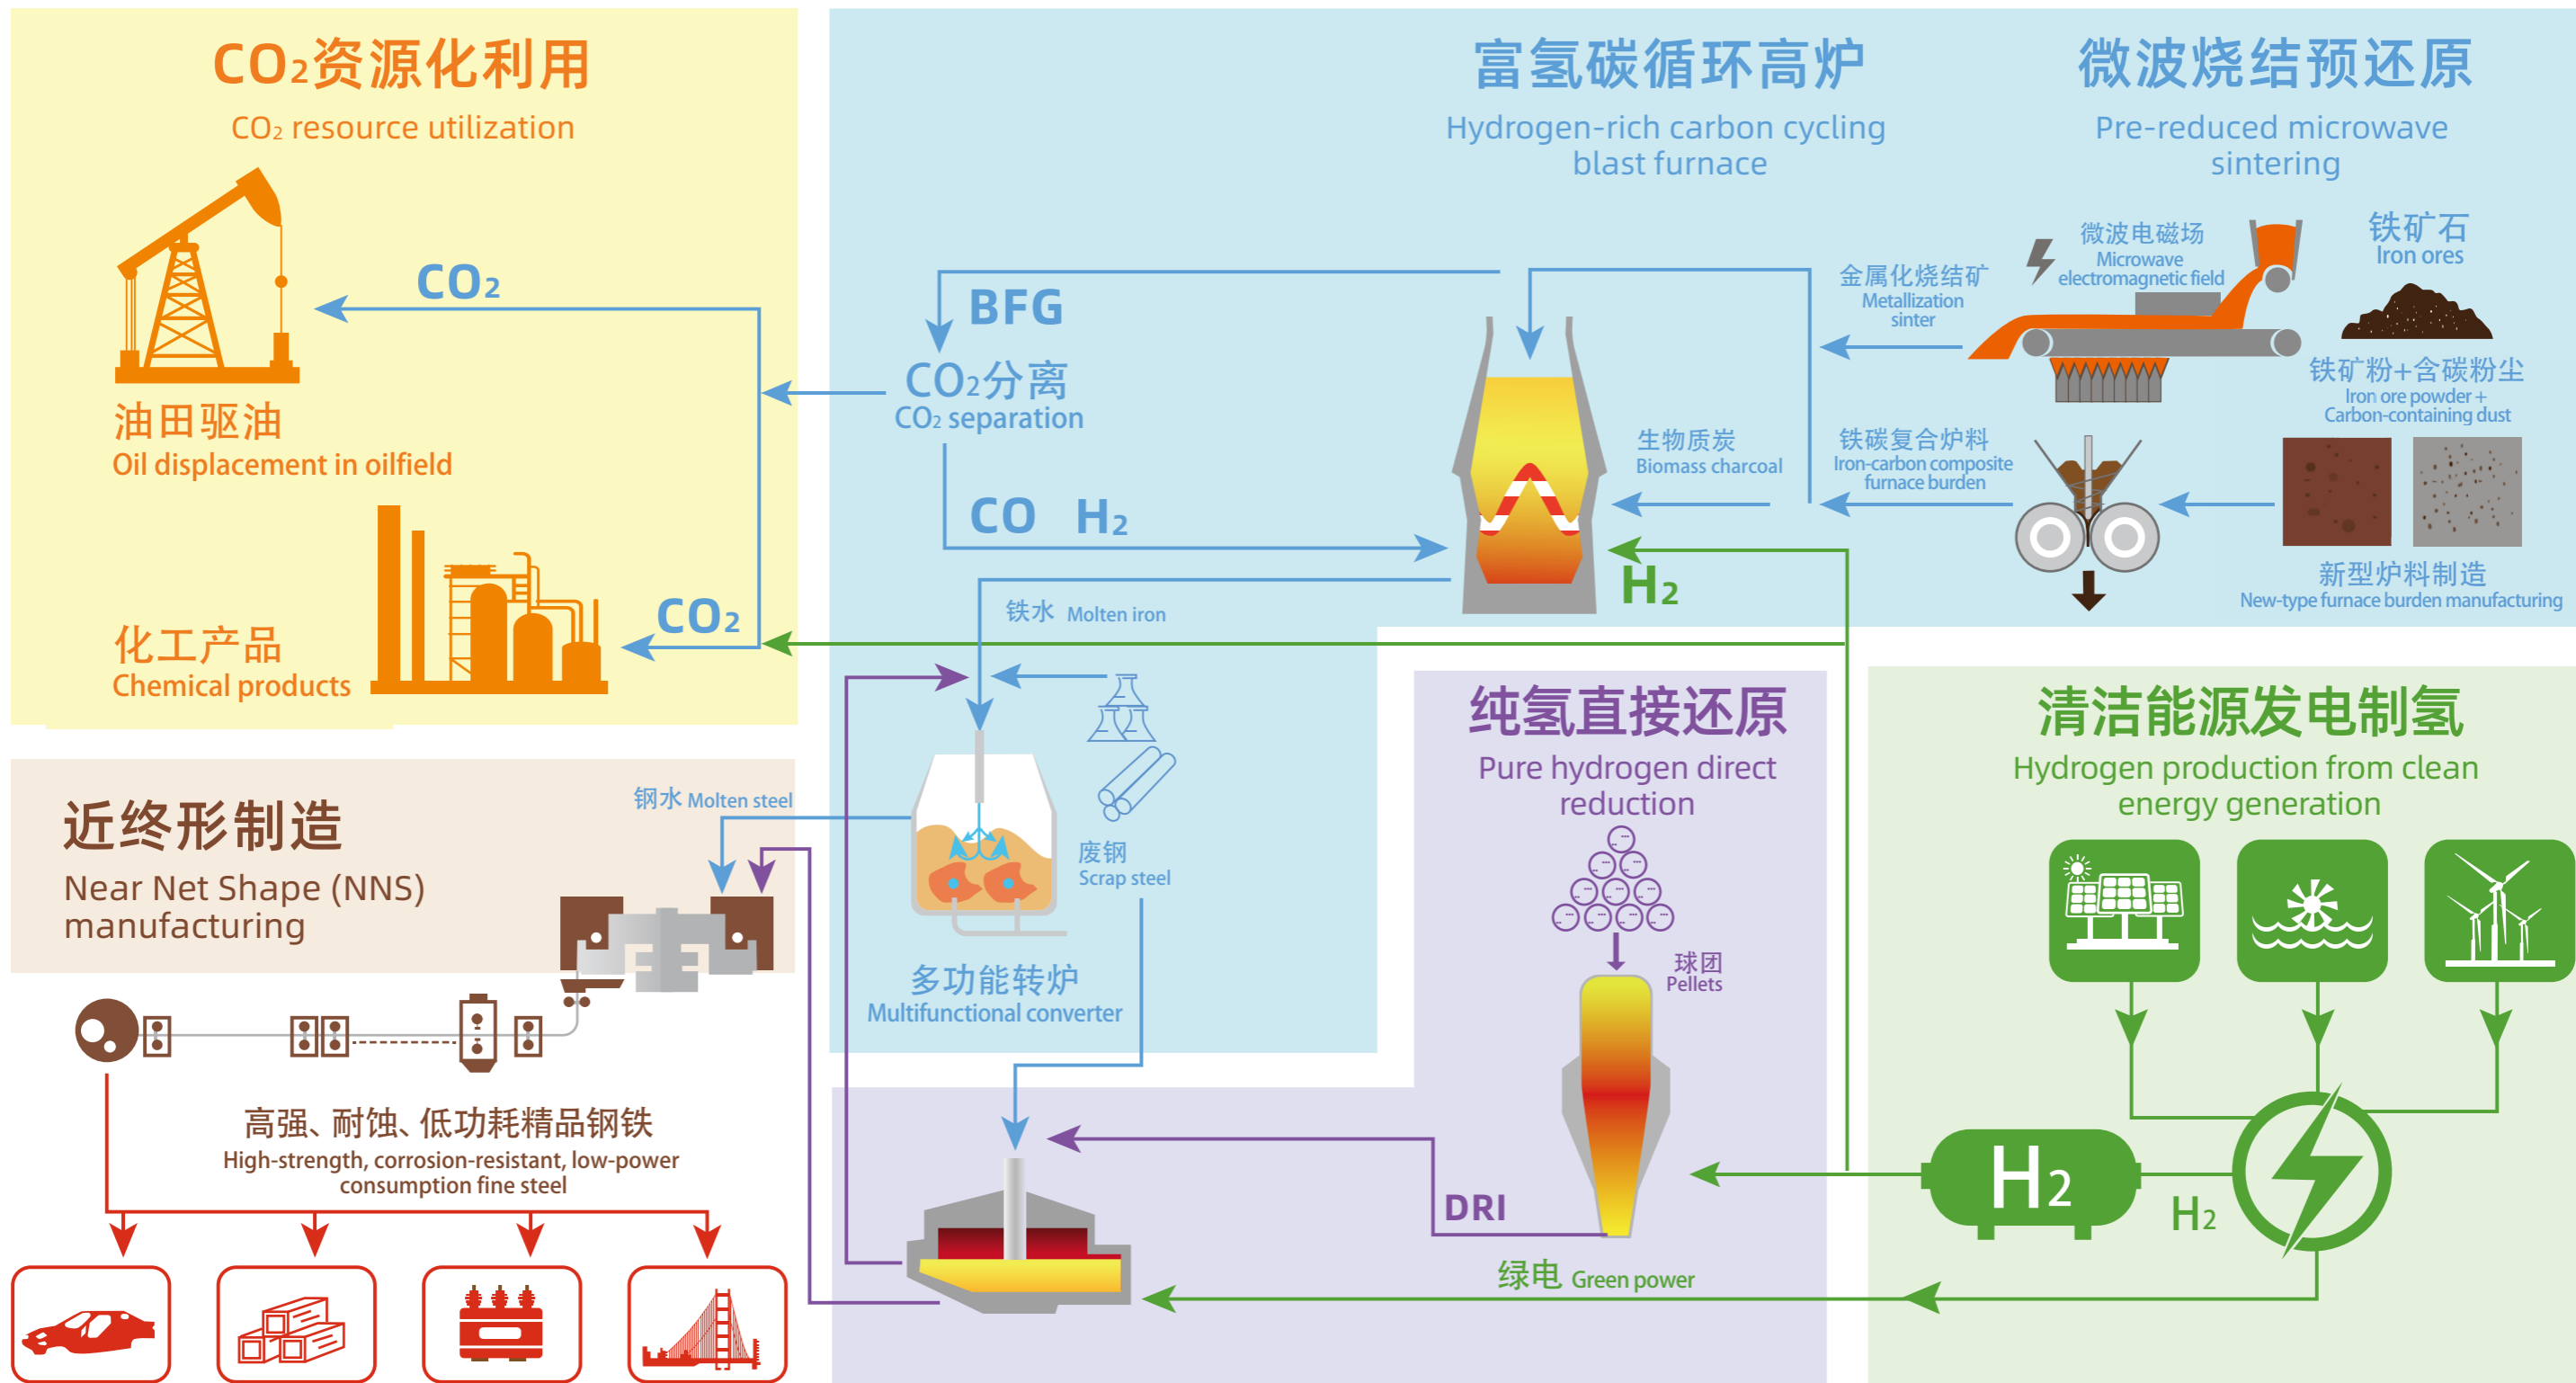 CO₂资源化利用
CO₂ resource utilization
CO₂
油田驱油
Oil displacement in oilfield
CO₂
化工产品
Chemical products
富氢碳循环高炉
Hydrogen-rich carbon cycling
blast furnace
BFG
CO₂分离
CO₂ separation
CO H₂
铁水 Molten iron
生物质炭
Biomass charcoal
H₂
微波烧结预还原
Pre-reduced microwave
sintering
微波电磁场
Microwave
electromagnetic field
铁矿石
Iron ores
金属化烧结矿
Metallization
sinter
铁矿粉+含碳粉尘
Iron ore powder +
Carbon-containing dust
铁碳复合炉料
Iron-carbon composite
furnace burden
新型炉料制造
New-type furnace burden manufacturing
近终形制造
Near Net Shape (NNS)
manufacturing
钢水 Molten steel
废钢
Scrap steel
多功能转炉
Multifunctional converter
高强、耐蚀、低功耗精品钢铁
High-strength, corrosion-resistant, low-power
consumption fine steel
纯氢直接还原
Pure hydrogen direct
reduction
球团
Pellets
DRI
绿电 Green power
清洁能源发电制氢
Hydrogen production from clean
energy generation
H₂
H₂